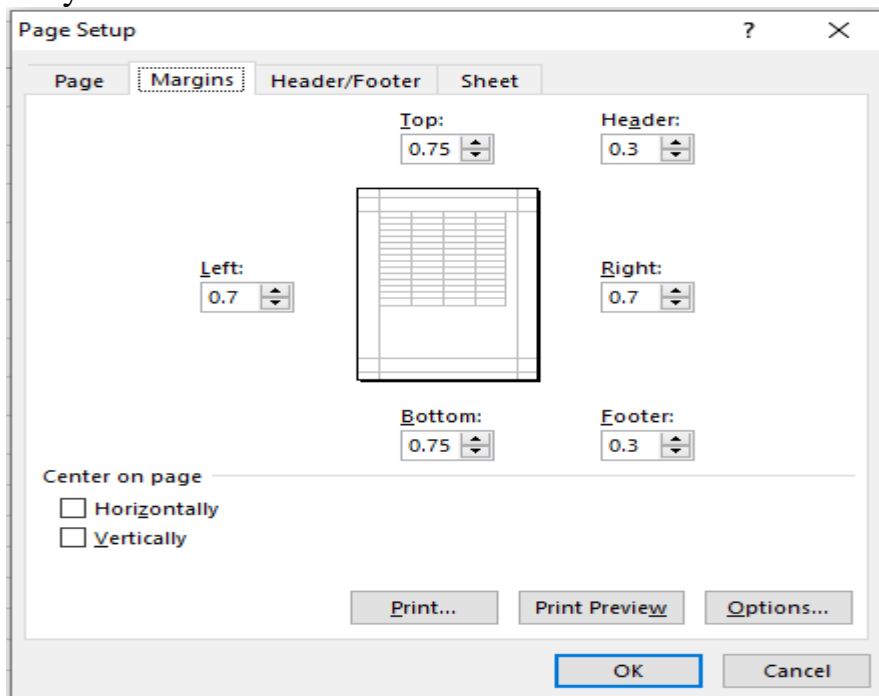 Page Setup ? ×
Page Margins Header/Footer Sheet
Top: Header:
0.75 0.3
Left: Right:
0.7 0.7
Bottom: Footer:
0.75 0.3
Center on page
Horizontally
Vertically
Print... Print Preview Options...
OK Cancel